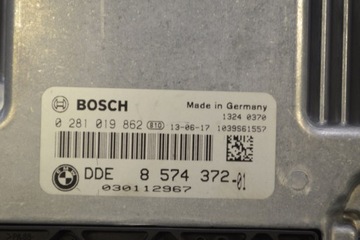 BOSCH
Made in Germany
1324 0370
0 281 019 862 B1D 13-06-17 1039S61557
DDE 8 574 372-01
030112967